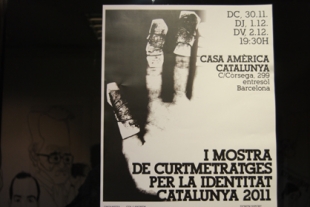 DC, 30.11.
DJ, 1.12.
DV, 2.12.
19:30H
CASA AMÈRICA
CATALUNYA
C/Còrsega, 299
entresòl
Barcelona
I MOSTRA
DE CURTMETRATGES
PER LA IDENTITAT
CATALUNYA 2011